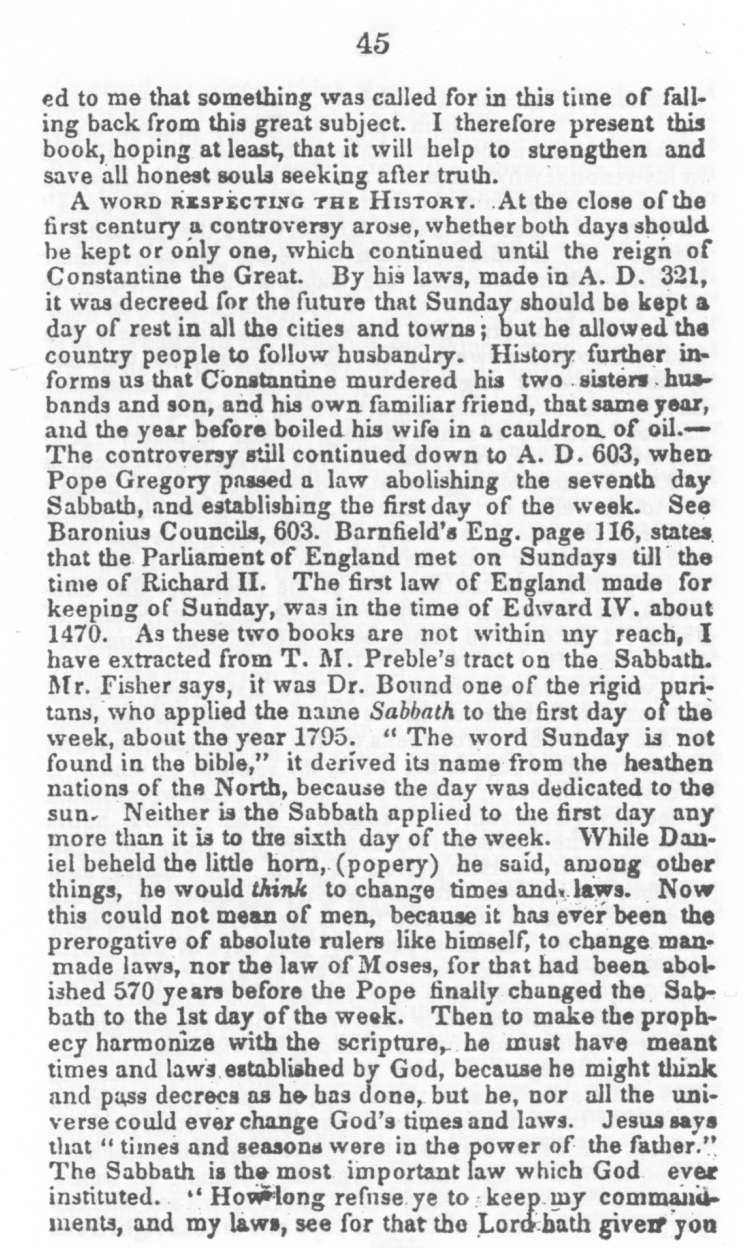 45
ed to me that something was called for in this time of fall-
ing back from this great subject. I therefore present this
book, hoping at least, that it will help to strengthen and
save all honest souls seeking after truth.
A WORD RESPECTING THE HISTORY. At the close of the
first century a controversy arose, whether both days should
be kept or only one, which continued until the reign of
Constantine the Great. By his laws, made in A. D. 321,
it was decreed for the future that Sunday should be kept a
day of rest in all the cities and towns; but he allowed the
country people to follow husbandry. History further in-
forms us that Constantine murdered his two sisters hus-
bands and son, and his own familiar friend, that same year,
and the year before boiled his wife in a cauldron of oil.—
The controversy still continued down to A. D. 603, when
Pope Gregory passed a law abolishing the seventh day
Sabbath, and establishing the first day of the week. See
Baronius Councils, 603. Barnfield's Eng. page 116, states
that the Parliament of England met on Sundays till the
time of Richard II. The first law of England made for
keeping of Sunday, was in the time of Edward IV. about
1470. As these two books are not within my reach, I
have extracted from T. M. Preble's tract on the Sabbath.
Mr. Fisher says, it was Dr. Bound one of the rigid puri-
tans, who applied the name Sabbath to the first day of the
week, about the year 1795. " The word Sunday is not
found in the bible," it derived its name from the heathen
nations of the North, because the day was dedicated to the
sun. Neither is the Sabbath applied to the first day any
more than it is to the sixth day of the week. While Dan-
iel beheld the little horn, (popery) he said, among other
things, he would think to change times and laws. Now
this could not mean of men, because it has ever been the
prerogative of absolute rulers like himself, to change man-
made laws, nor the law of Moses, for that had been abol-
ished 570 years before the Pope finally changed the Sab-
bath to the 1st day of the week. Then to make the proph-
ecy harmonize with the scripture, he must have meant
times and laws established by God, because he might think
and pass decrees as he has done, but he, nor all the uni-
verse could ever change God's times and laws. Jesus says
that " times and seasons were in the power of the father."
The Sabbath is the most important law which God ever
instituted. " How long refuse ye to keep my command-
ments, and my laws, see for that the Lord hath given you